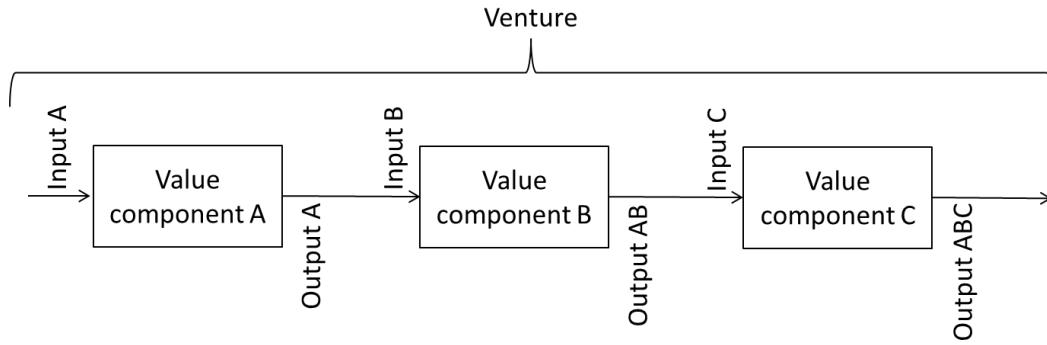 Venture
Input A
Value
component A
Output A
Input B
Value
component B
Output AB
Input C
Value
component C
Output ABC